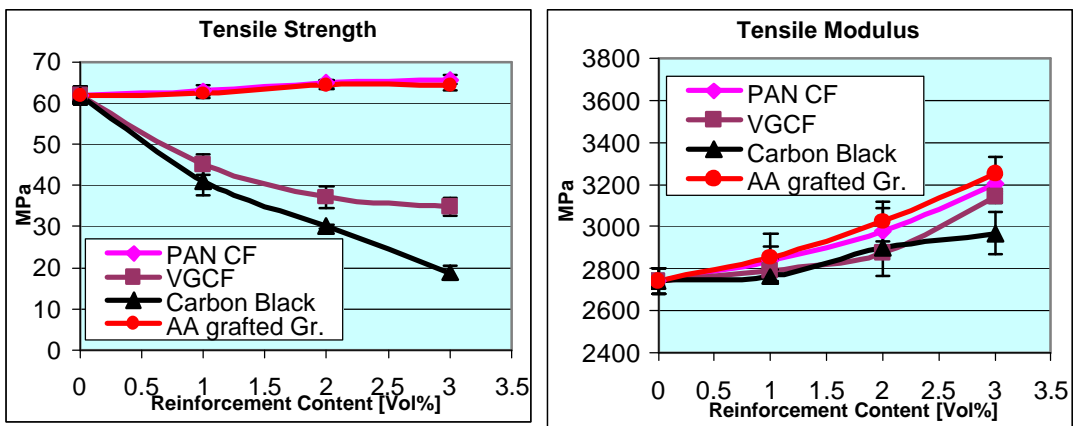 Tensile Strength
70
60
50
40
30
20
10
0
MPa
PAN CF
VGCF
Carbon Black
AA grafted Gr.
0 0.5 1 1.5 2 2.5 3 3.5
Reinforcement Content [Vol%]
Tensile Modulus
3800
3600
3400
3200
3000
2800
2600
2400
MPa
PAN CF
VGCF
Carbon Black
AA grafted Gr.
0 0.5 1 1.5 2 2.5 3 3.5
Reinforcement Content [Vol%]